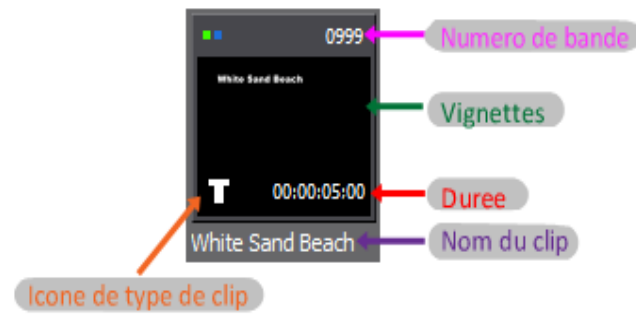 0999
Numero de bande
White Sand Beach
Vignettes
T
00:00:05:00
Duree
White Sand Beach
Nom du clip
Icone de type de clip